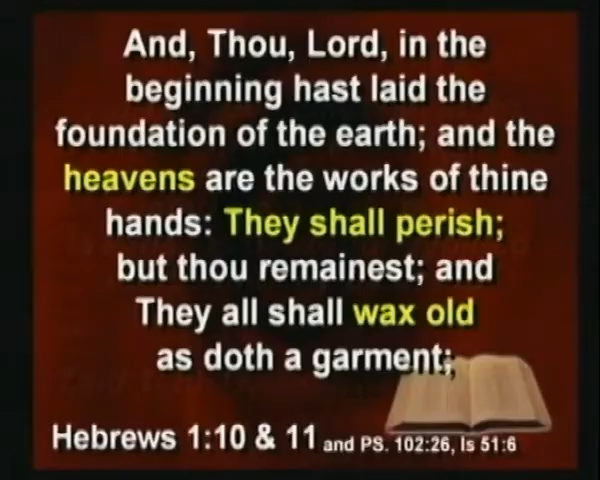 And, Thou, Lord, in the
beginning hast laid the
foundation of the earth; and the
heavens are the works of thine
hands: They shall perish;
but thou remainest; and
They all shall wax old
as doth a garment;
Hebrews 1:10 & 11 and PS. 102:26, Is 51:6